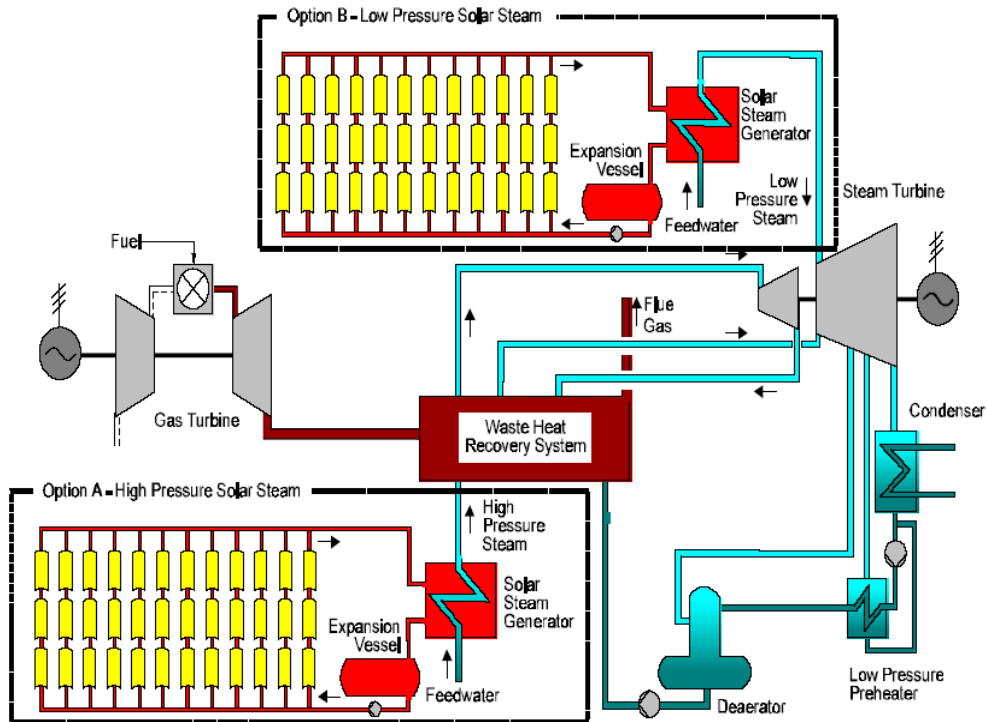 Option B - Low Pressure Solar Steam
Solar
Steam
Generator
Expansion
Vessel
Low
Pressure
Steam
Feedwater
Steam Turbine
Fuel
Flue
Gas
Gas Turbine
Waste Heat
Recovery System
Condenser
Option A - High Pressure Solar Steam
High
Pressure
Steam
Solar
Steam
Generator
Expansion
Vessel
Feedwater
Deaerator
Low Pressure
Preheater